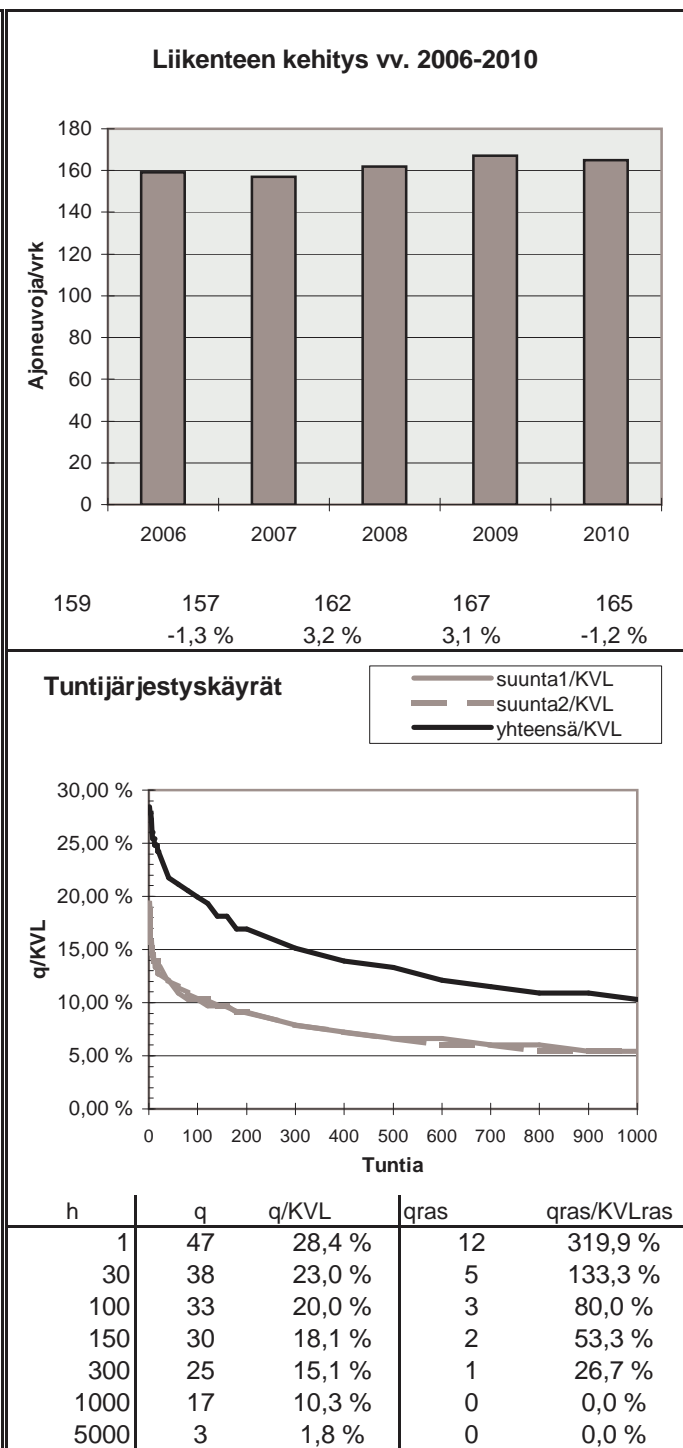 Liikenteen kehitys vv. 2006-2010
Ajoneuvoja/vrk
180
160
140
120
100
80
60
40
20
0
2006 2007 2008 2009 2010
159 157 162 167 165
-1,3 % 3,2 % 3,1 % -1,2 %
Tuntijärjestyskäyrät
suunta1/KVL
suunta2/KVL
yhteensä/KVL
q/KVL
30,00 %
25,00 %
20,00 %
15,00 %
10,00 %
5,00 %
0,00 %
0 100 200 300 400 500 600 700 800 900 1000
Tuntia
h q q/KVL qras qras/KVLras
1 47 28,4 % 12 319,9 %
30 38 23,0 % 5 133,3 %
100 33 20,0 % 3 80,0 %
150 30 18,1 % 2 53,3 %
300 25 15,1 % 1 26,7 %
1000 17 10,3 % 0 0,0 %
5000 3 1,8 % 0 0,0 %